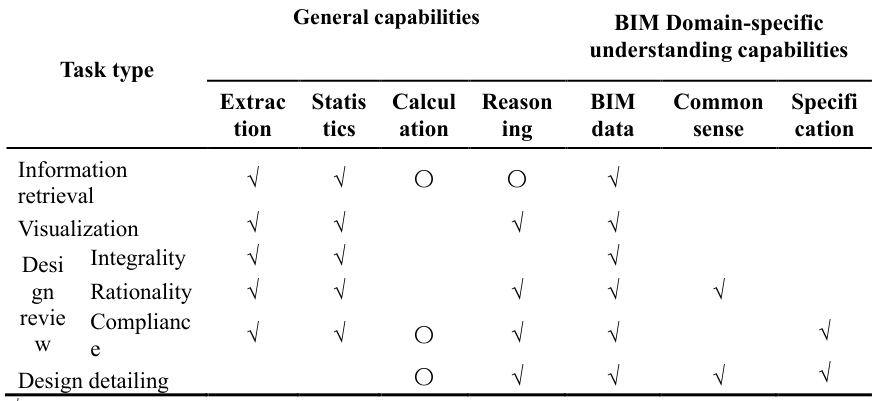 General capabilities
BIM Domain-specific
understanding capabilities
Task type
Extrac Statis Calcul Reason BIM Common Specifi
tion tics ation ing data sense cation
Information
retrieval √ √ ○ ○ √
Visualization √ √ √ √
Desi
gn
revie
w
Integrality √ √ √
Rationality √ √ √ √ √
Complianc
e √ √ ○ √ √ √
Design detailing ○ √ √ √ √